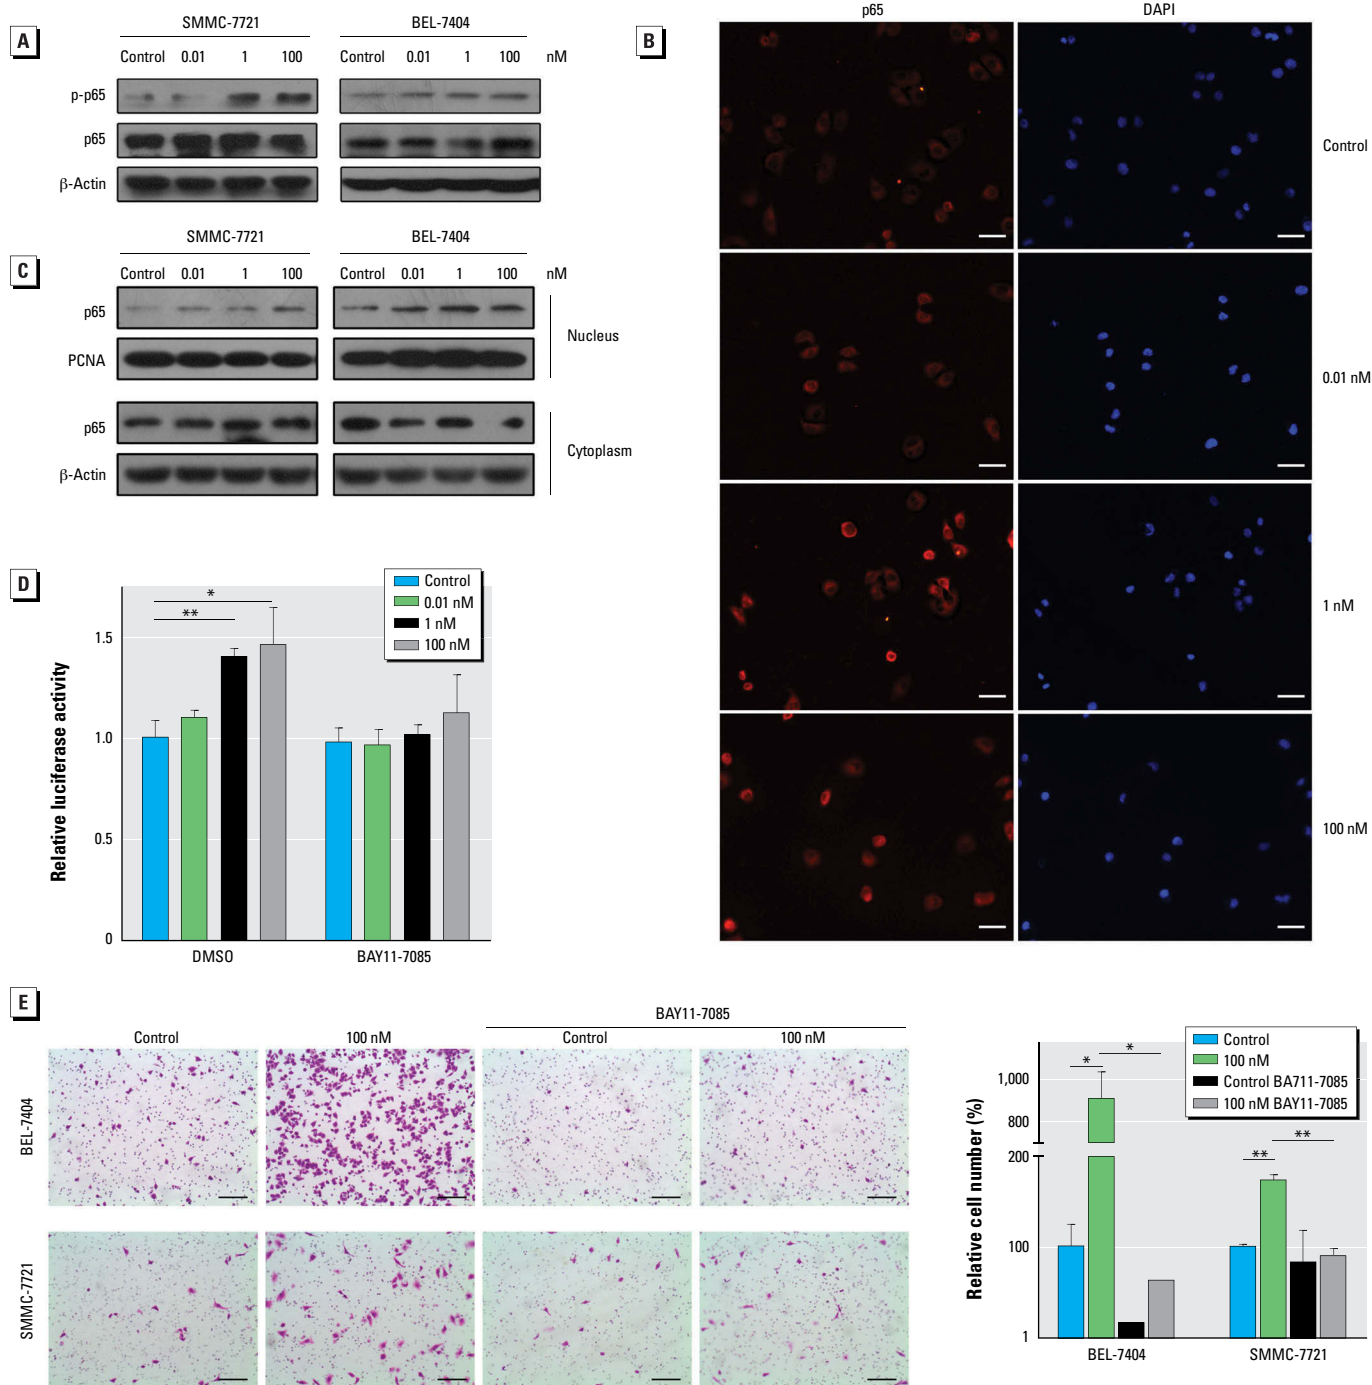 A
SMMC-7721 BEL-7404
Control 0.01 1 100 Control 0.01 1 100 nM
p-p65
p65
β-Actin
B
p65 DAPI
Control
0.01 nM
1 nM
100 nM
C
SMMC-7721 BEL-7404
Control 0.01 1 100 Control 0.01 1 100 nM
p65
PCNA
Nucleus
p65
β-Actin
Cytoplasm
D
Relative luciferase activity
1.5
1.0
0.5
0
* 
**
Control
0.01 nM
1 nM
100 nM
DMSO BAY11-7085
E
BAY11-7085
Control 100 nM Control 100 nM
BEL-7404
SMMC-7721
Relative cell number (%)
1,000
800
200
100
1
* *
** **
Control
100 nM
Control BA711-7085
100 nM BAY11-7085
BEL-7404 SMMC-7721